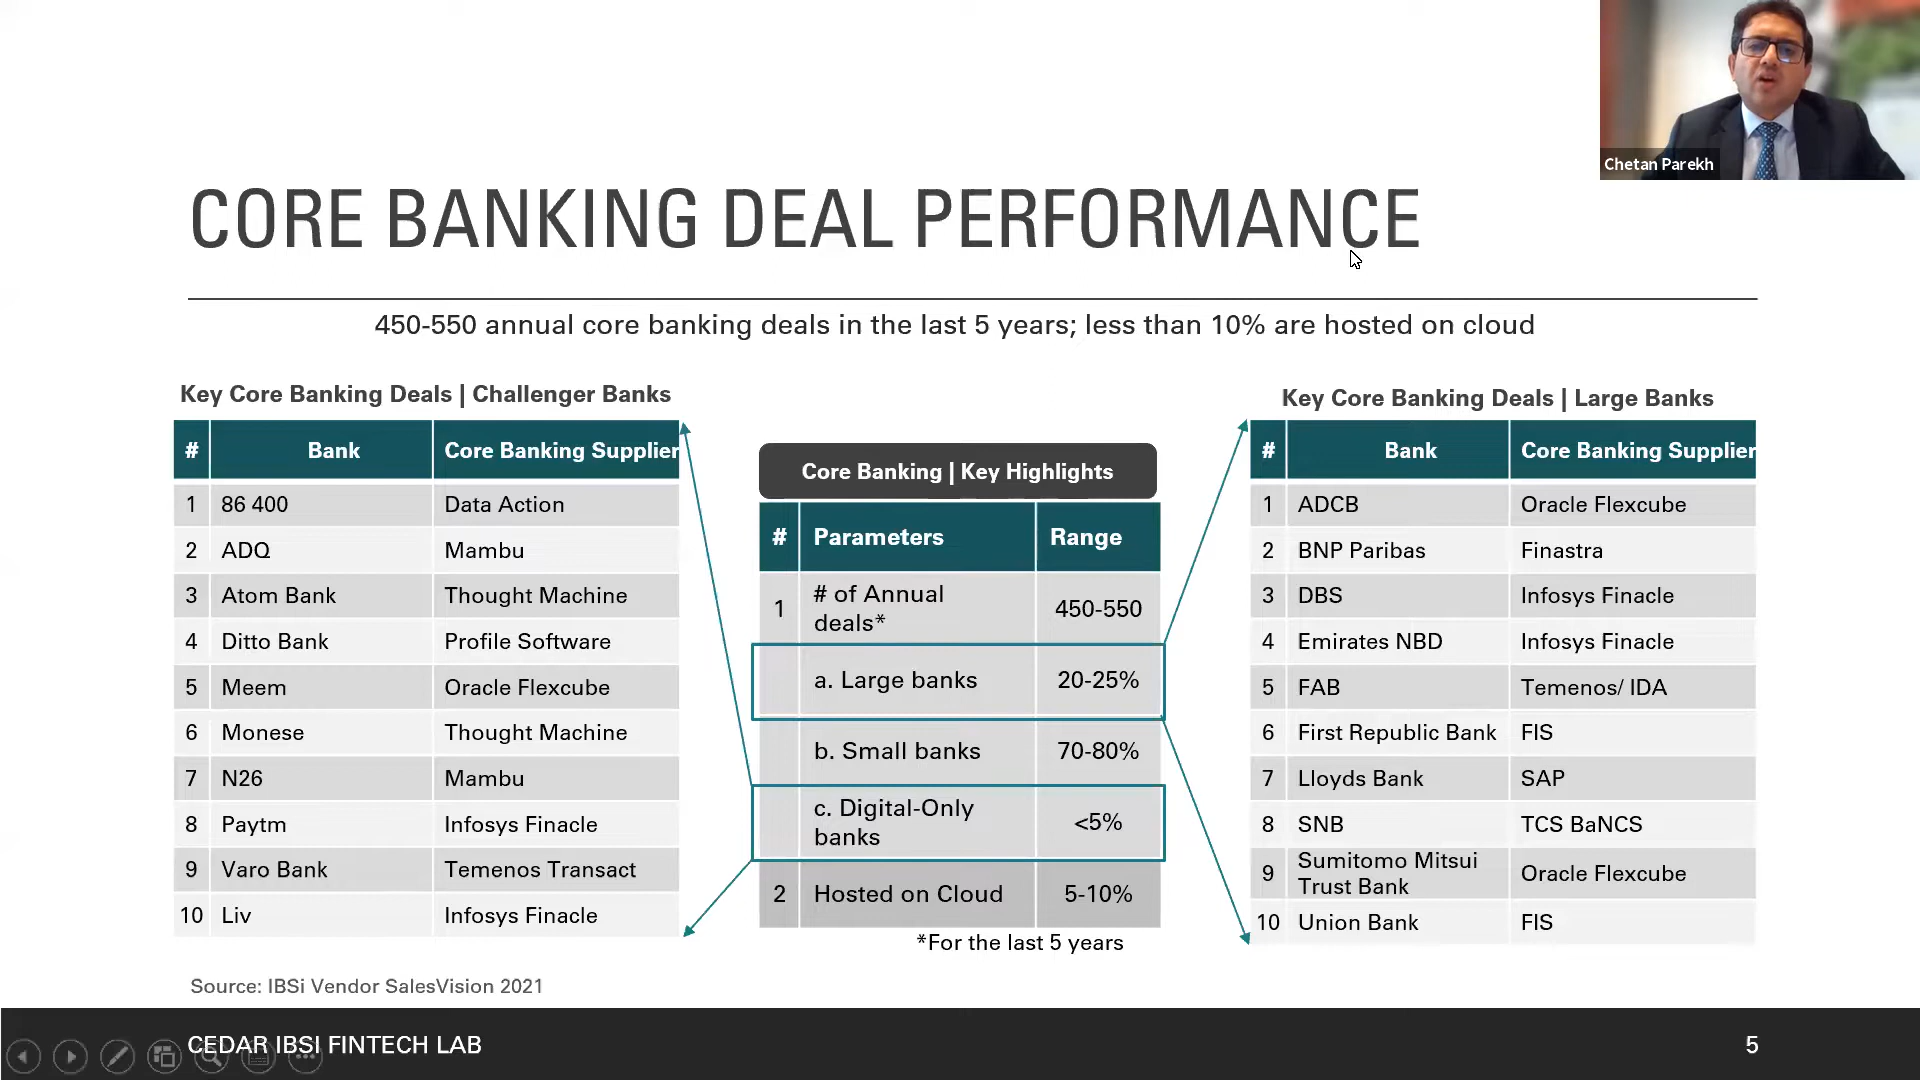 Chetan Parekh
CORE BANKING DEAL PERFORMANCE
450-550 annual core banking deals in the last 5 years; less than 10% are hosted on cloud
Key Core Banking Deals | Challenger Banks
# Bank Core Banking Supplier
1 86 400 Data Action
2 ADQ Mambu
3 Atom Bank Thought Machine
4 Ditto Bank Profile Software
5 Meem Oracle Flexcube
6 Monese Thought Machine
7 N26 Mambu
8 Paytm Infosys Finacle
9 Varo Bank Temenos Transact
10 Liv Infosys Finacle
Core Banking | Key Highlights
# Parameters Range
1 # of Annual deals* 450-550
a. Large banks 20-25%
b. Small banks 70-80%
c. Digital-Only banks <5%
2 Hosted on Cloud 5-10%
*For the last 5 years
Key Core Banking Deals | Large Banks
# Bank Core Banking Supplier
1 ADCB Oracle Flexcube
2 BNP Paribas Finastra
3 DBS Infosys Finacle
4 Emirates NBD Infosys Finacle
5 FAB Temenos/ IDA
6 First Republic Bank FIS
7 Lloyds Bank SAP
8 SNB TCS BaNCS
9 Sumitomo Mitsui Trust Bank Oracle Flexcube
10 Union Bank FIS
Source: IBSi Vendor SalesVision 2021
CEDAR IBSI FINTECH LAB
5